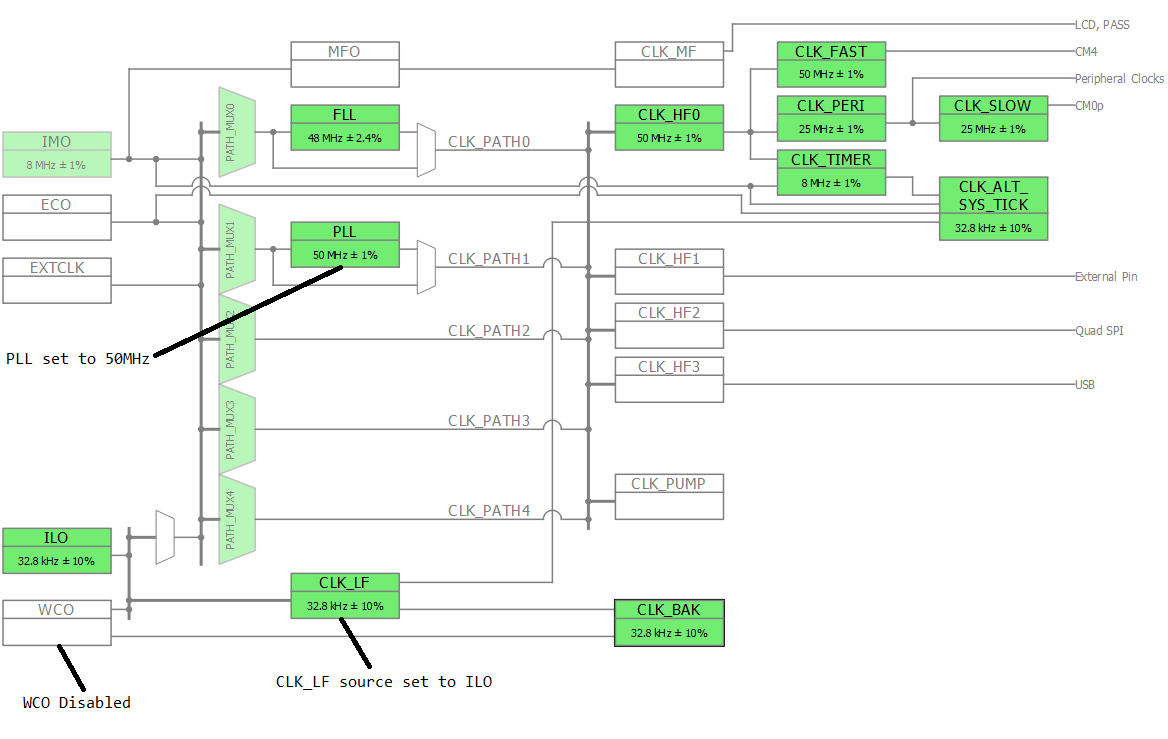 LCD, PASS
MFO
CLK_MF
CLK_FAST
50 MHz ± 1%
CM4
Peripheral Clocks
PATH_MUX0
FLL
48 MHz ± 2.4%
CLK_HF0
50 MHz ± 1%
CLK_PERI
25 MHz ± 1%
CLK_SLOW
25 MHz ± 1%
CM0p
IMO
8 MHz ± 1%
CLK_PATH0
CLK_TIMER
8 MHz ± 1%
CLK_ALT_
SYS_TICK
32.8 kHz ± 10%
ECO
PATH_MUX1
PLL
50 MHz ± 1%
CLK_PATH1
CLK_HF1
External Pin
EXTCLK
PATH_MUX2
CLK_PATH2
CLK_HF2
Quad SPI
PLL set to 50MHz
CLK_HF3
USB
PATH_MUX3
CLK_PATH3
CLK_PUMP
PATH_MUX4
CLK_PATH4
ILO
32.8 kHz ± 10%
CLK_LF
32.8 kHz ± 10%
WCO
CLK_BAK
32.8 kHz ± 10%
CLK_LF source set to ILO
WCO Disabled